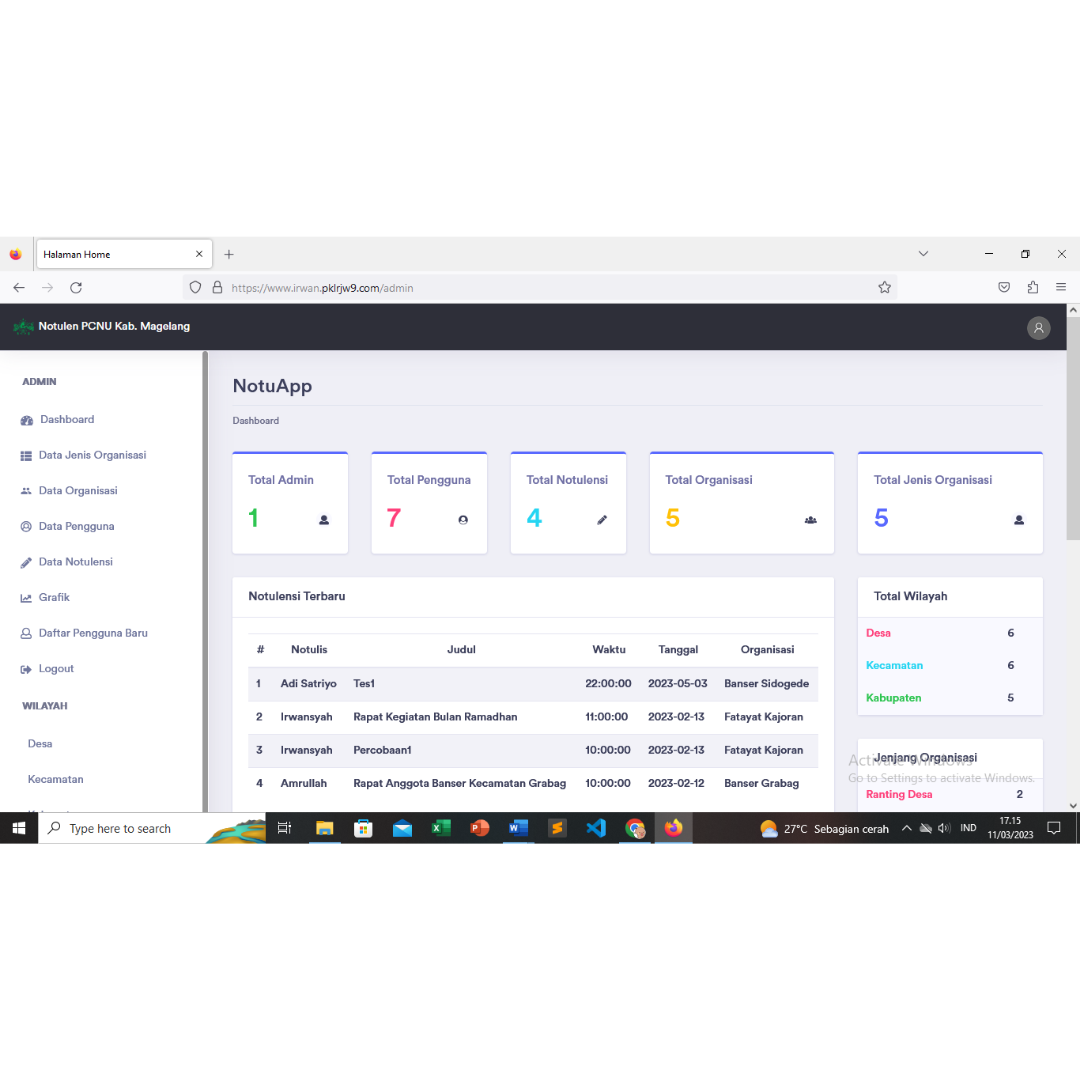 Halaman Home
https://www.irwan.pklrjw9.com/admin
Notulen PCNU Kab. Magelang
ADMIN
Dashboard
Data Jenis Organisasi
Data Organisasi
Data Pengguna
Data Notulensi
Grafik
Daftar Pengguna Baru
Logout
WILAYAH
Desa
Kecamatan
NotuApp
Dashboard
Total Admin
1
Total Pengguna
7
Total Notulensi
4
Total Organisasi
5
Total Jenis Organisasi
5
Notulensi Terbaru
# Notulis Judul Waktu Tanggal Organisasi
1 Adi Satriyo Tes1 22:00:00 2023-05-03 Banser Sidogede
2 Irwansyah Rapat Kegiatan Bulan Ramadhan 11:00:00 2023-02-13 Fatayat Kajoran
3 Irwansyah Percobaan1 10:00:00 2023-02-13 Fatayat Kajoran
4 Amrullah Rapat Anggota Banser Kecamatan Grabag 10:00:00 2023-02-12 Banser Grabag
Total Wilayah
Desa 6
Kecamatan 6
Kabupaten 5
Jenjang Organisasi
Ranting Desa 2
Activate Windows
Go to Settings to activate Windows.
Type here to search
27°C Sebagian cerah
IND
17.15
11/03/2023